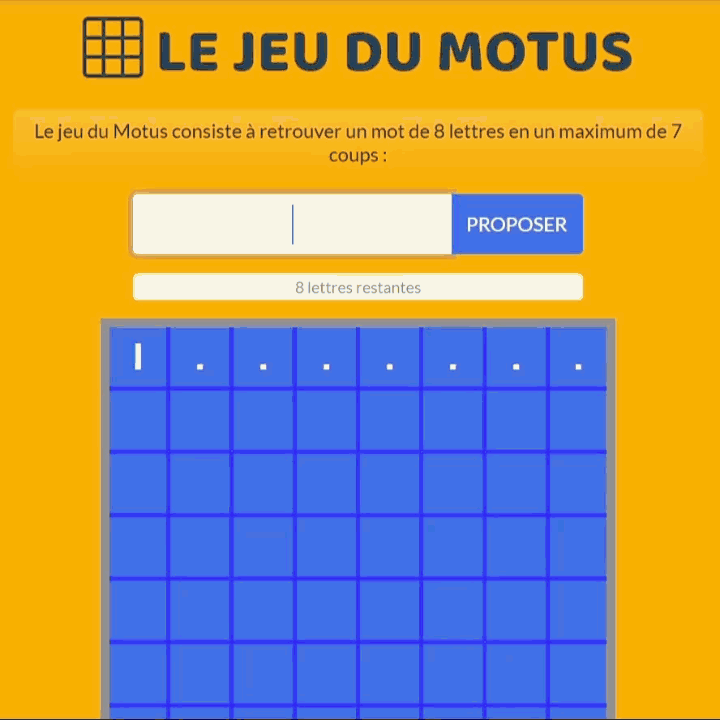 LE JEU DU MOTUS
Le jeu du Motus consiste à retrouver un mot de 8 lettres en un maximum de 7
coups :
PROPOSER
8 lettres restantes
I . . . . . . .